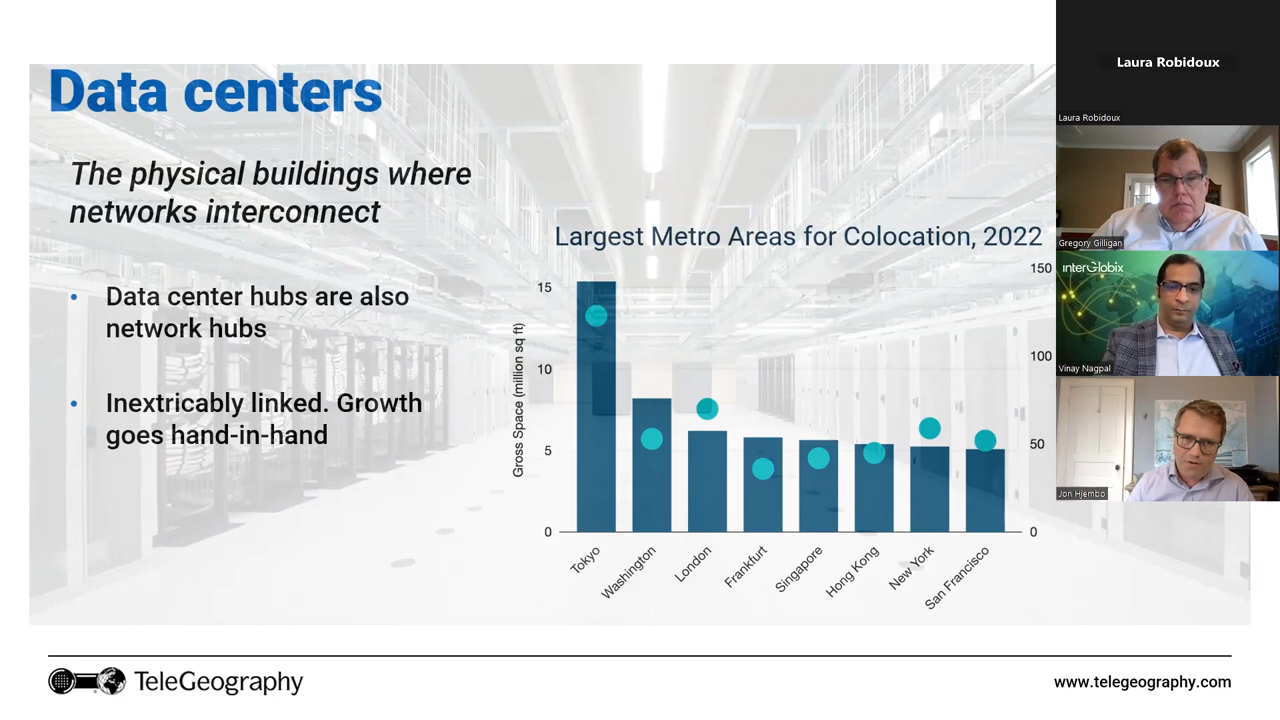 Data centers
The physical buildings where
networks interconnect
• Data center hubs are also
network hubs
• Inextricably linked. Growth
goes hand-in-hand
Largest Metro Areas for Colocation, 2022
Gross Space (million sq ft)
15
10
5
0
150
100
50
0
Tokyo
Washington
London
Frankfurt
Singapore
Hong Kong
New York
San Francisco
Laura Robidoux
Laura Robidoux
Gregory Gilligan
interGlobix
Vinay Nagpal
Jon Hjembo
TeleGeography
www.telegeography.com